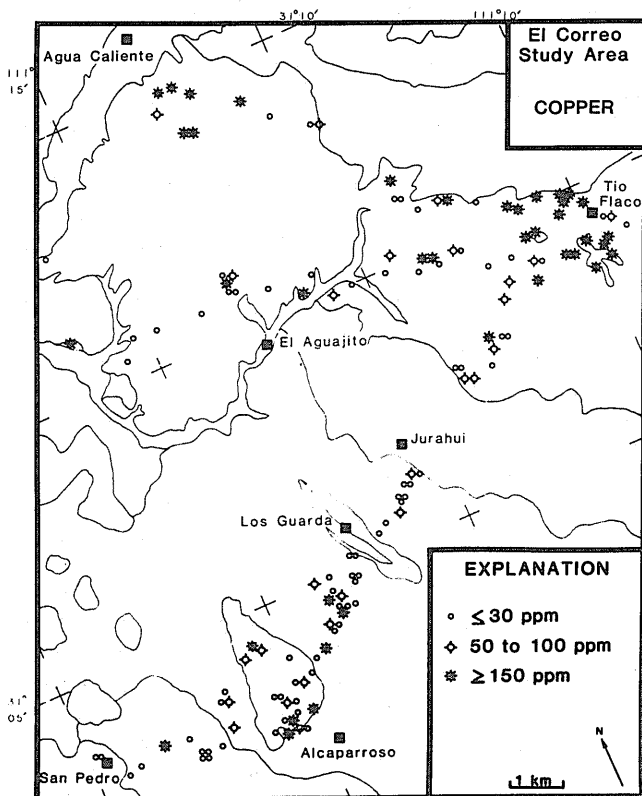 31°10'
111°10'
El Correo
Study Area
COPPER
Agua Caliente
111°
15'
Tio
Flaco
El Aguajito
Jurahui
Los Guarda
EXPLANATION
≤30 ppm
50 to 100 ppm
≥150 ppm
31°
05'
Alcaparroso
San Pedro
N
1 km